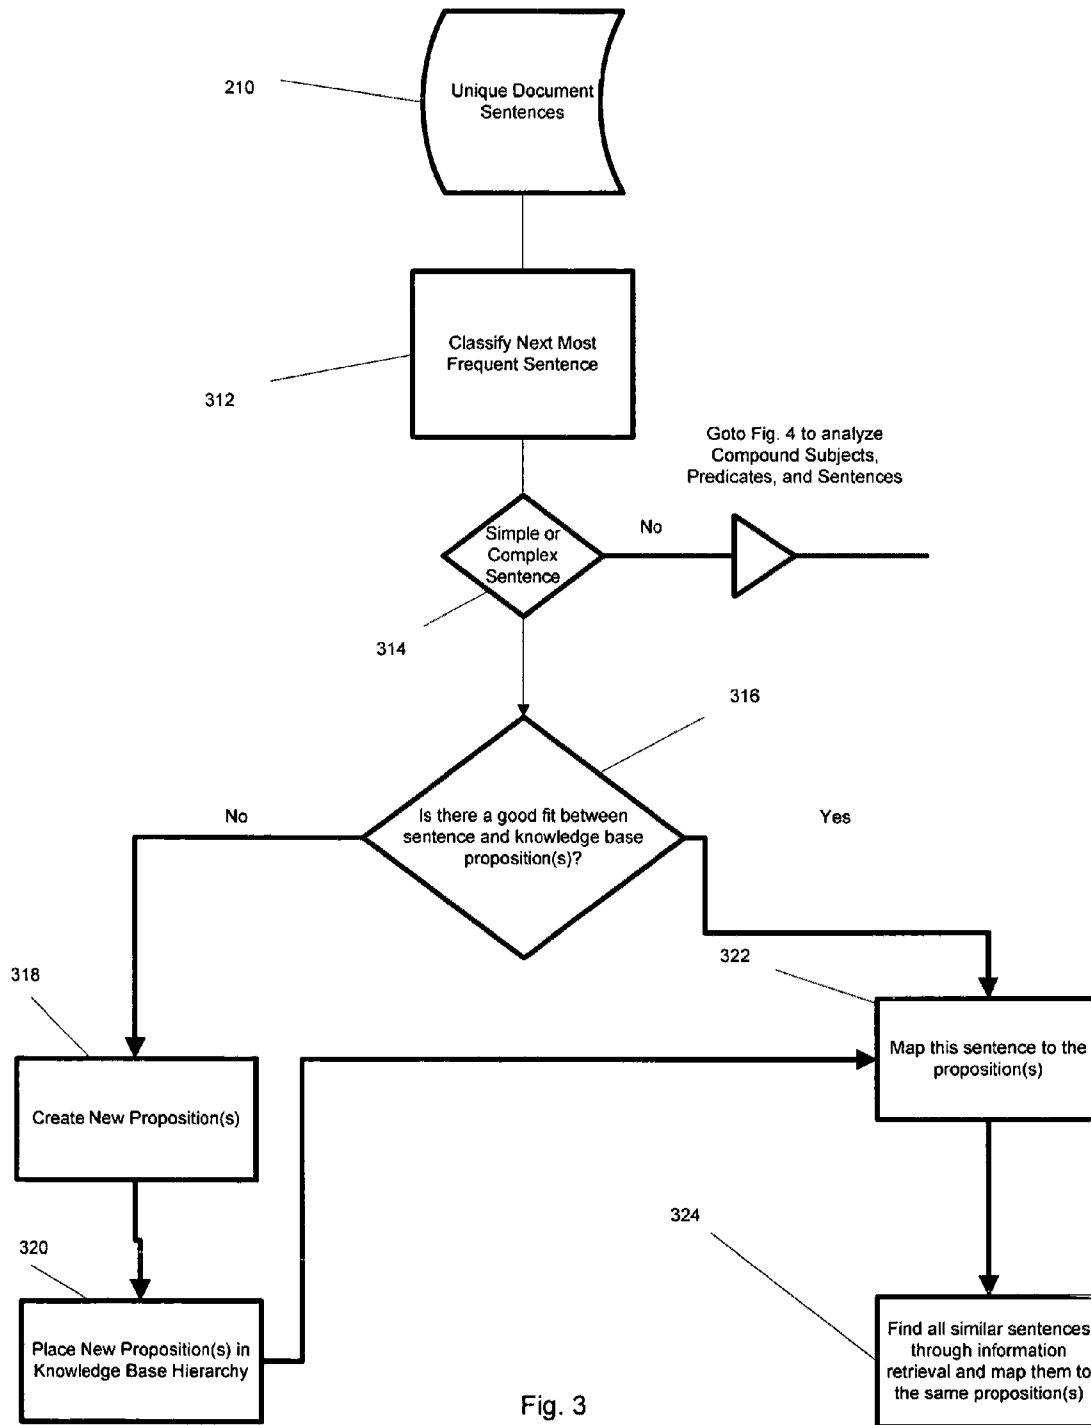 210
Unique Document
Sentences
Classify Next Most
Frequent Sentence
312
Goto Fig. 4 to analyze
Compound Subjects,
Predicates, and Sentences
Simple or
Complex
Sentence
No
314
316
Is there a good fit between
sentence and knowledge base
proposition(s)?
No
Yes
322
318
Map this sentence to the
proposition(s)
Create New Proposition(s)
324
320
Place New Proposition(s) in
Knowledge Base Hierarchy
Find all similar sentences
through information
retrieval and map them to
the same proposition(s)
Fig. 3